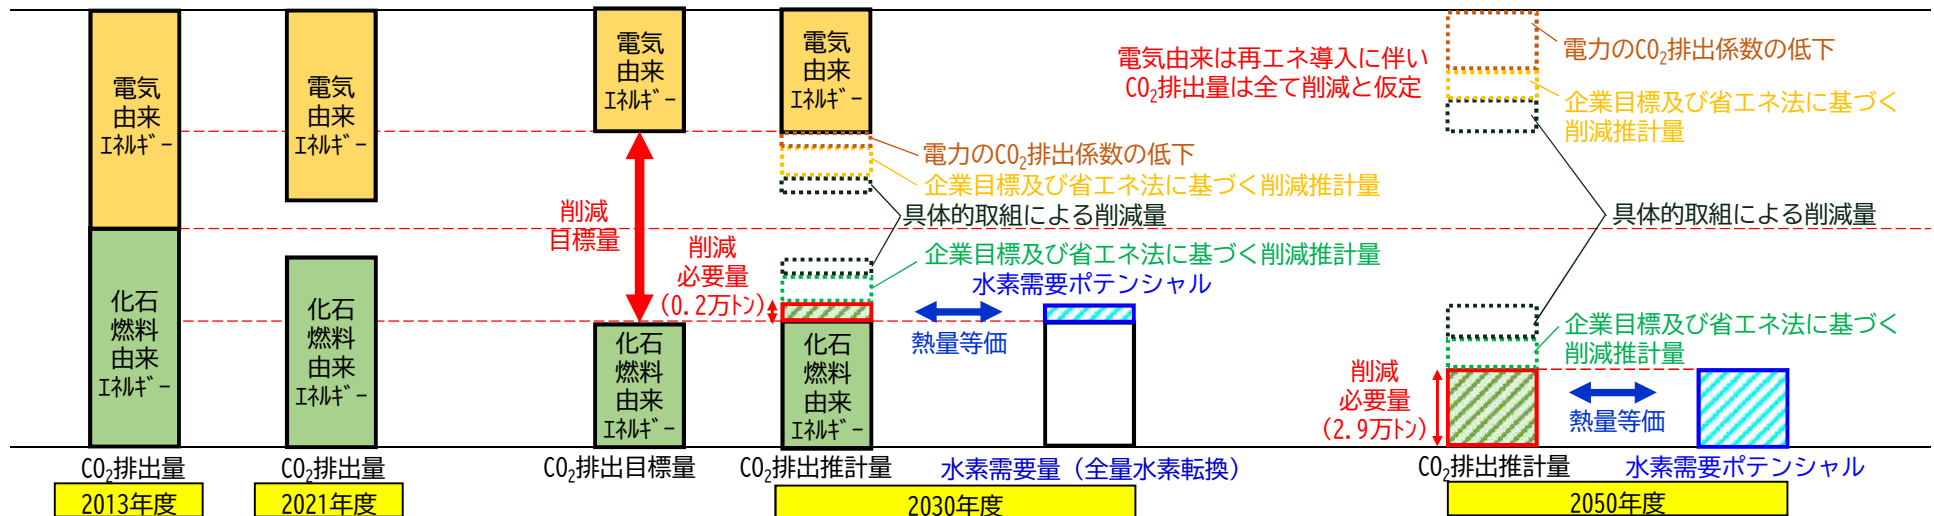 電気
由来
ｴﾈﾙｷﾞｰ
化石
燃料
由来
ｴﾈﾙｷﾞｰ
CO₂排出量
2013年度
電気
由来
ｴﾈﾙｷﾞｰ
化石
燃料
由来
ｴﾈﾙｷﾞｰ
CO₂排出量
2021年度
電気
由来
ｴﾈﾙｷﾞｰ
削減
目標量
化石
燃料
由来
ｴﾈﾙｷﾞｰ
CO₂排出目標量
電気
由来
ｴﾈﾙｷﾞｰ
電力のCO₂排出係数の低下
企業目標及び省エネ法に基づく削減推計量
具体的取組による削減量
企業目標及び省エネ法に基づく削減推計量
削減
必要量
(0.2万トン)
化石
燃料
由来
ｴﾈﾙｷﾞｰ
CO₂排出推計量
水素需要ポテンシャル
熱量等価
水素需要量（全量水素転換）
2030年度
電気由来は再エネ導入に伴い
CO₂排出量は全て削減と仮定
電力のCO₂排出係数の低下
企業目標及び省エネ法に基づく
削減推計量
具体的取組による削減量
企業目標及び省エネ法に基づく
削減推計量
削減
必要量
(2.9万トン)
熱量等価
CO₂排出推計量
水素需要ポテンシャル
2050年度